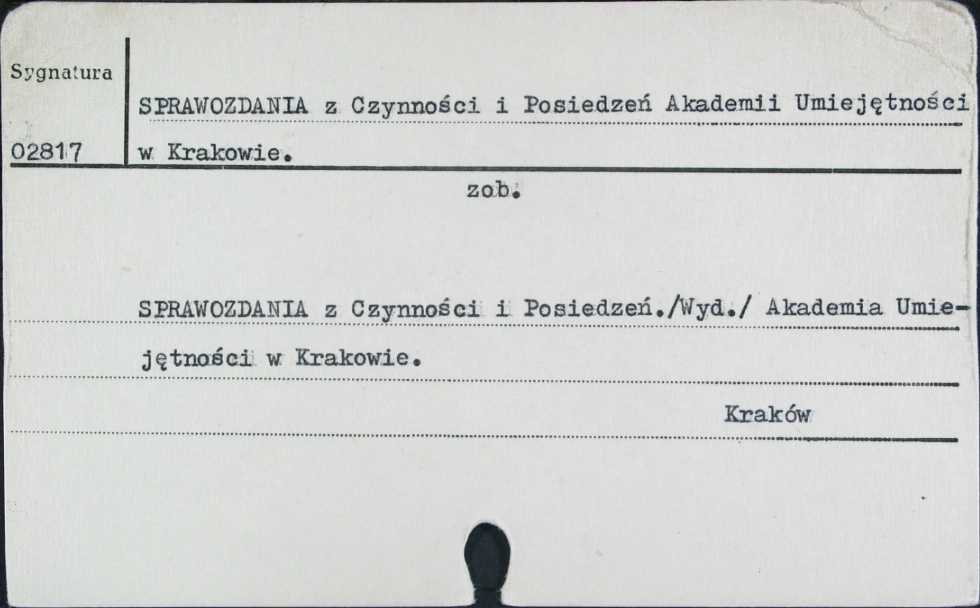 Sygnatura
SPRAWOZDANIA z Czynności i Posiedzeń Akademii Umiejętności
02817 w Krakowie.
zob.
SPRAWOZDANIA z Czynności i Posiedzeń./Wyd./ Akademia Umie-
jętności w Krakowie.
Kraków